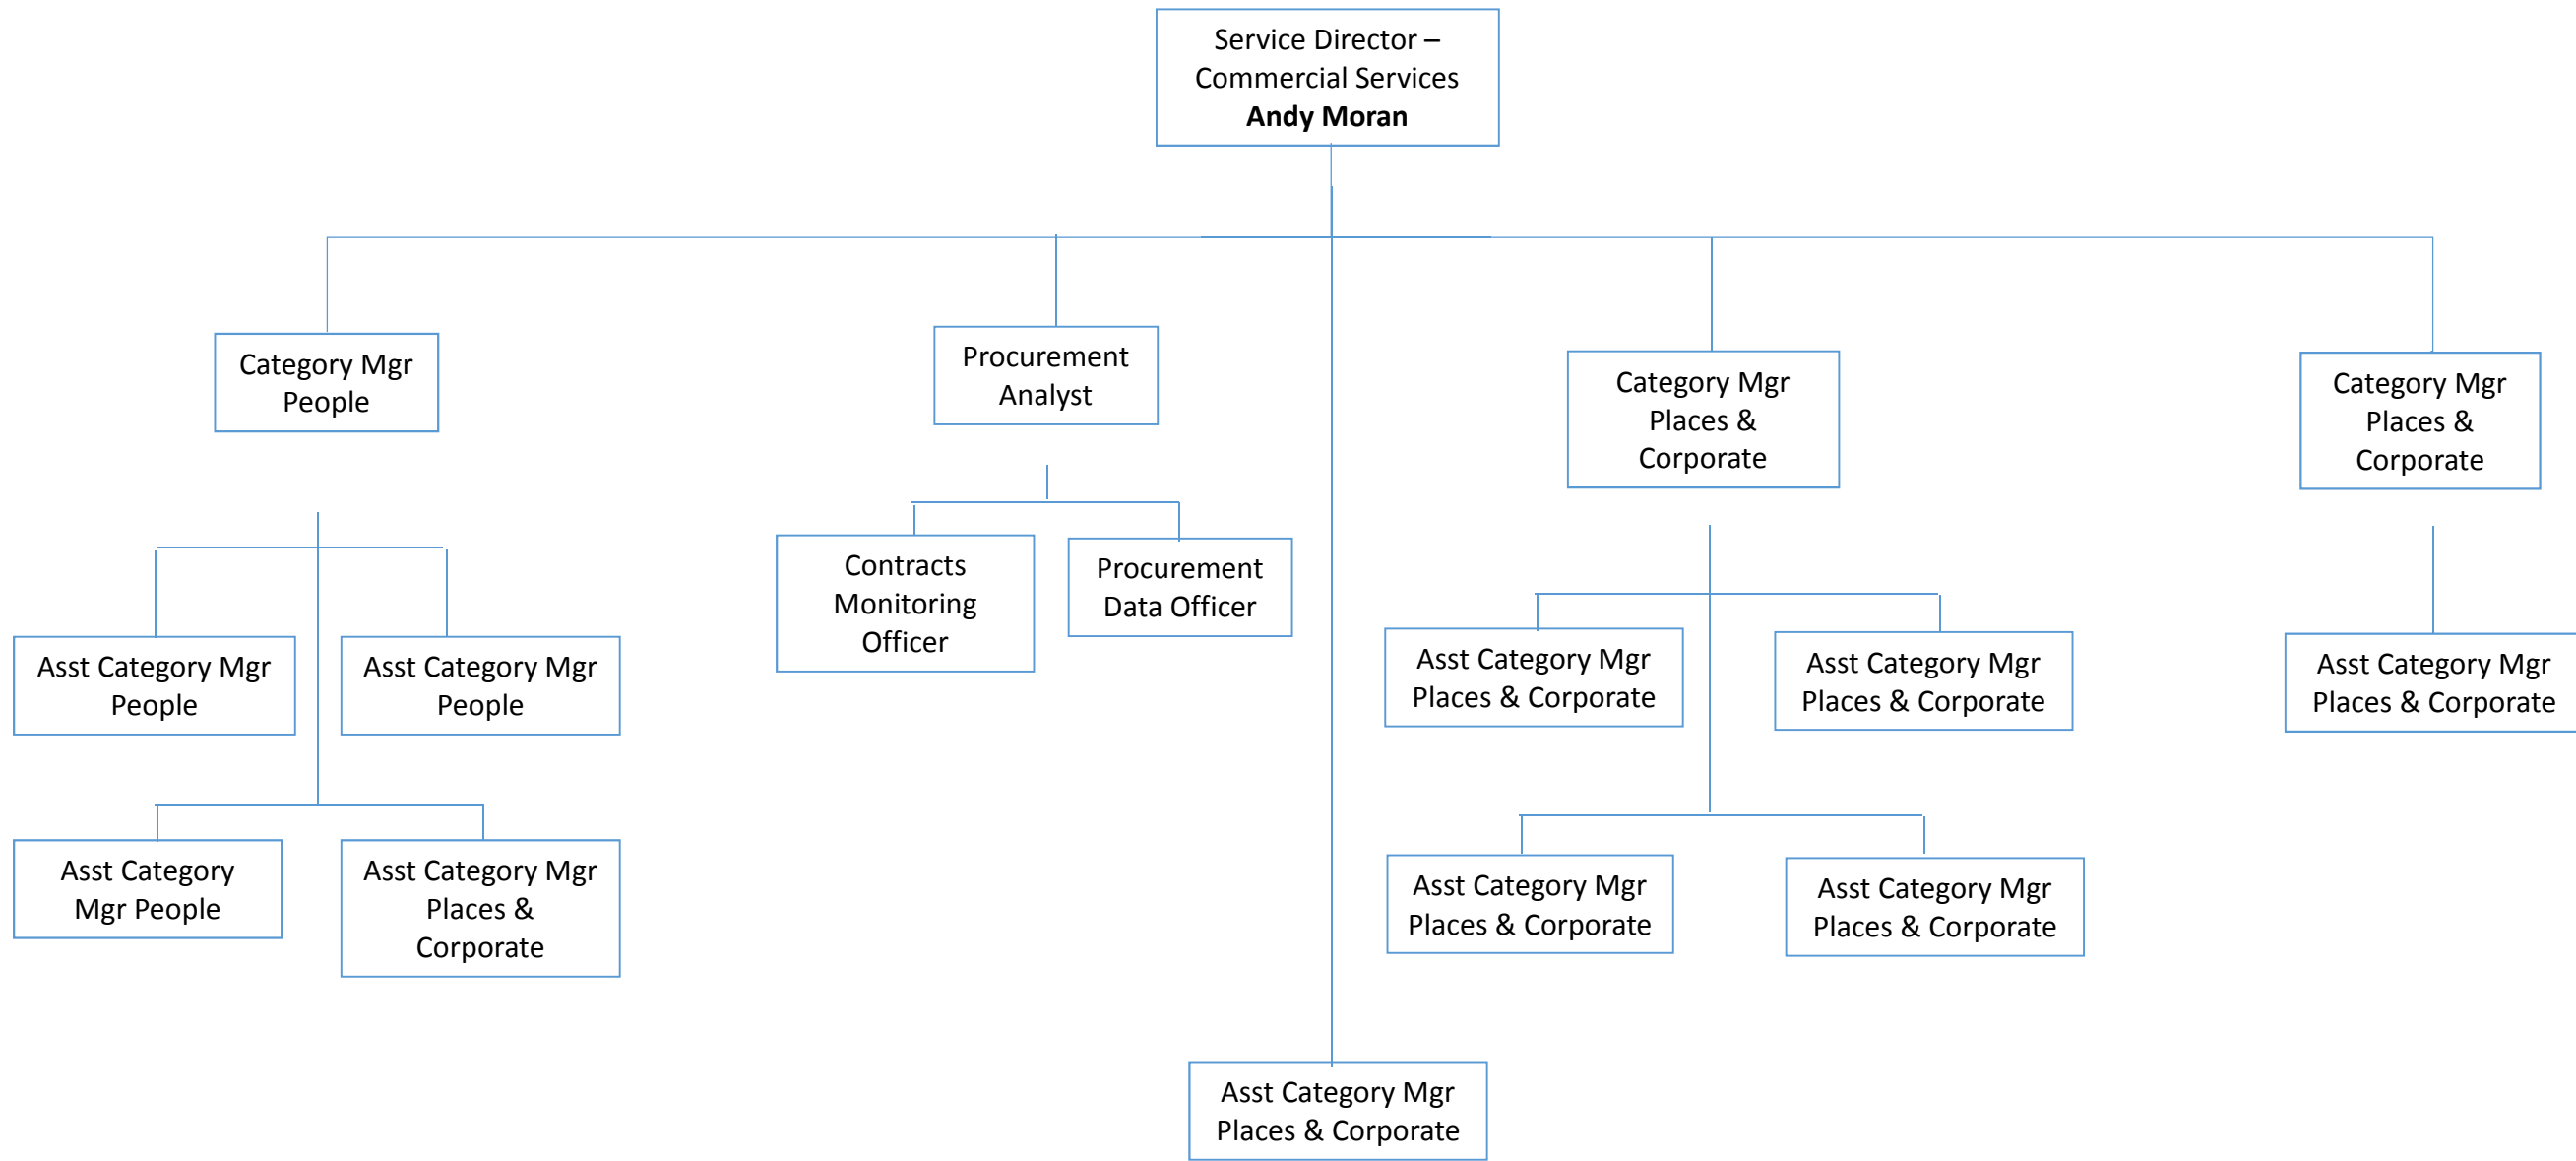 Service Director –
Commercial Services
Andy Moran
Category Mgr
People
Procurement
Analyst
Category Mgr
Places &
Corporate
Category Mgr
Places &
Corporate
Contracts
Monitoring
Officer
Procurement
Data Officer
Asst Category Mgr
People
Asst Category Mgr
People
Asst Category Mgr
Places & Corporate
Asst Category Mgr
Places & Corporate
Asst Category Mgr
Places & Corporate
Asst Category
Mgr People
Asst Category Mgr
Places &
Corporate
Asst Category Mgr
Places & Corporate
Asst Category Mgr
Places & Corporate
Asst Category Mgr
Places & Corporate